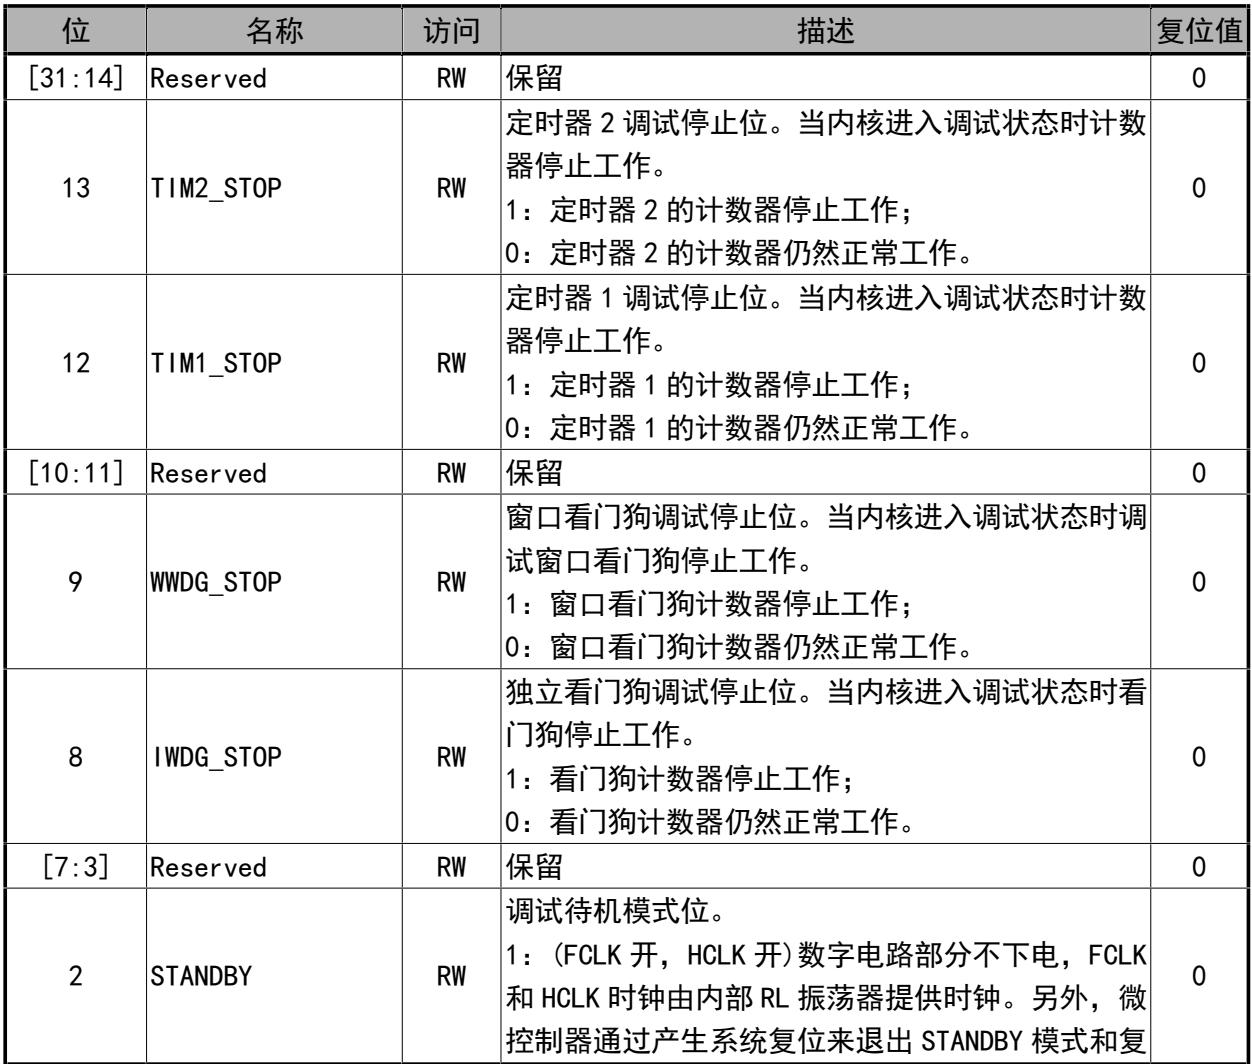 位 名称 访问 描述 复位值
[31:14] Reserved RW 保留 0
定时器 2 调试停止位。当内核进入调试状态时计数
器停止工作。
13 TIM2_STOP RW 0
1：定时器 2 的计数器停止工作；
0：定时器 2 的计数器仍然正常工作。
定时器 1 调试停止位。当内核进入调试状态时计数
器停止工作。
12 TIM1_STOP RW 0
1：定时器 1 的计数器停止工作；
0：定时器 1 的计数器仍然正常工作。
[10:11] Reserved RW 保留 0
窗口看门狗调试停止位。当内核进入调试状态时调
试窗口看门狗停止工作。
9 WWDG_STOP RW 0
1：窗口看门狗计数器停止工作；
0：窗口看门狗计数器仍然正常工作。
独立看门狗调试停止位。当内核进入调试状态时看
门狗停止工作。
8 IWDG_STOP RW 0
1：看门狗计数器停止工作；
0：看门狗计数器仍然正常工作。
[7:3] Reserved RW 保留 0
调试待机模式位。
1：(FCLK 开，HCLK 开)数字电路部分不下电，FCLK
2 STANDBY RW 0
和 HCLK 时钟由内部 RL 振荡器提供时钟。另外，微
控制器通过产生系统复位来退出 STANDBY 模式和复